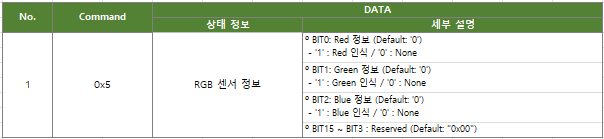 No. Command DATA
상태 정보 세부 설명
1 0x5 RGB 센서 정보
º BIT0: Red 정보 (Default: '0')
- '1' : Red 인식 / '0' : None
º BIT1: Green 정보 (Default: '0')
- '1' : Green 인식 / '0' : None
º BIT2: Blue 정보 (Default: '0')
- '1' : Blue 인식 / '0' : None
º BIT15 ~ BIT3 : Reserved (Default: "0x00")